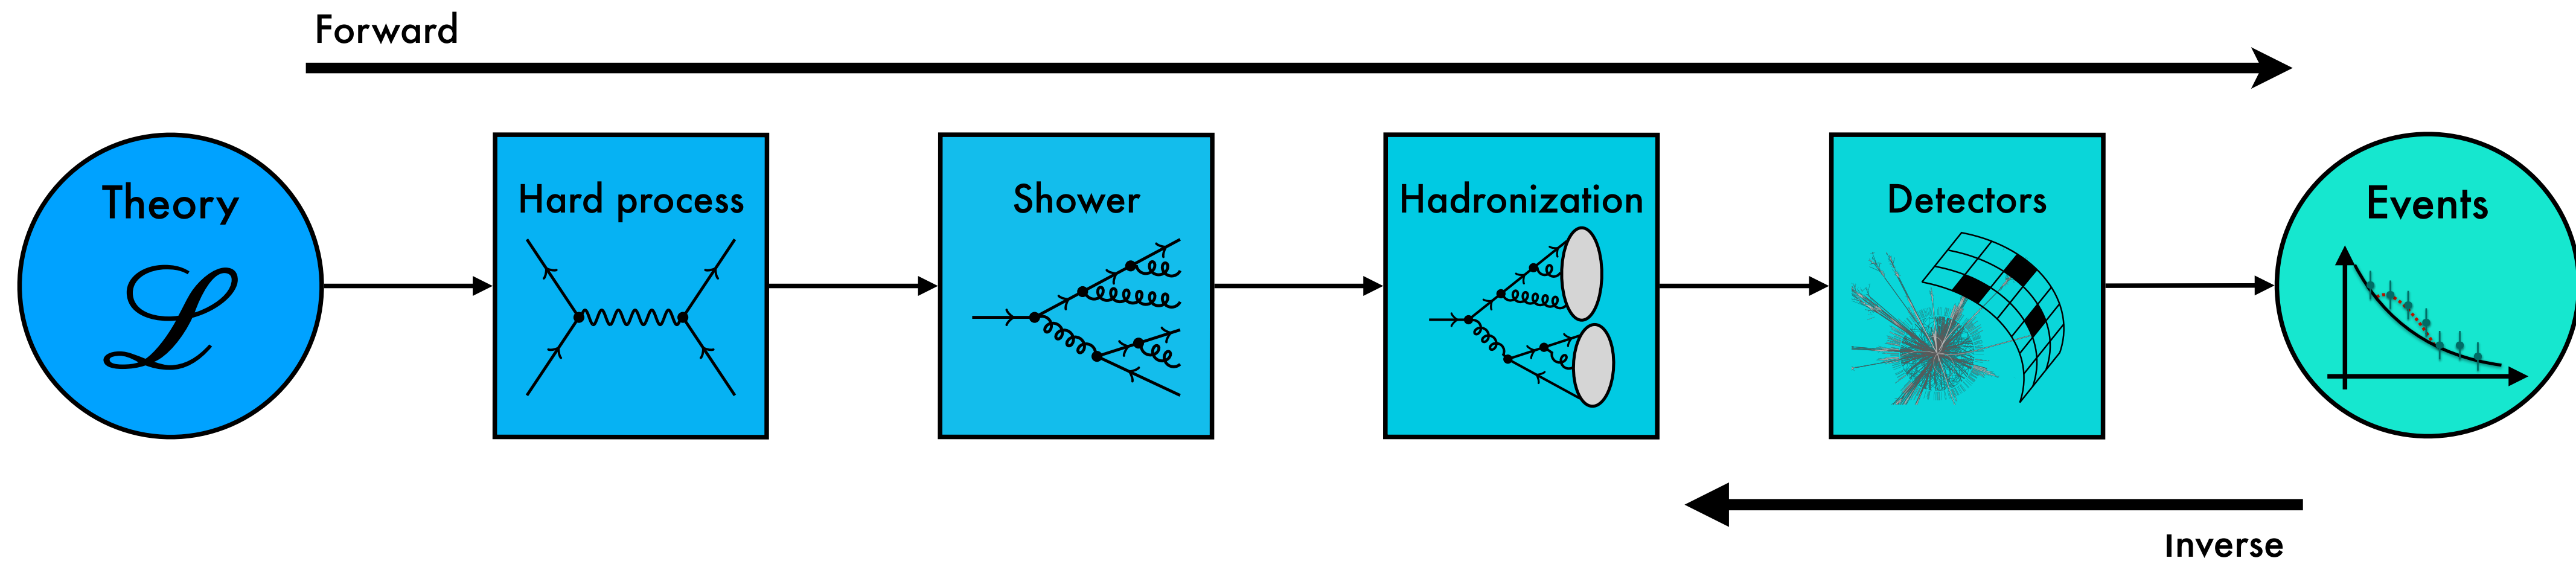 Forward
Theory
ℒ
Hard process
Shower
Hadronization
Detectors
Events
Inverse